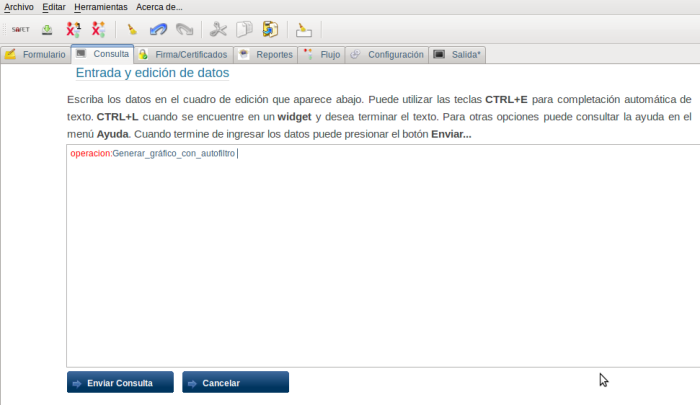 Archivo Editar Herramientas Acerca de...
Formulario Consulta Firma/Certificados Reportes Flujo Configuración Salida*
Entrada y edición de datos
Escriba los datos en el cuadro de edición que aparece abajo. Puede utilizar las teclas CTRL+E para completación automática de
texto. CTRL+L cuando se encuentre en un widget y desea terminar el texto. Para otras opciones puede consultar la ayuda en el
menú Ayuda. Cuando termine de ingresar los datos puede presionar el botón Enviar...
operacion:Generar_gráfico_con_autofiltro
Enviar Consulta Cancelar